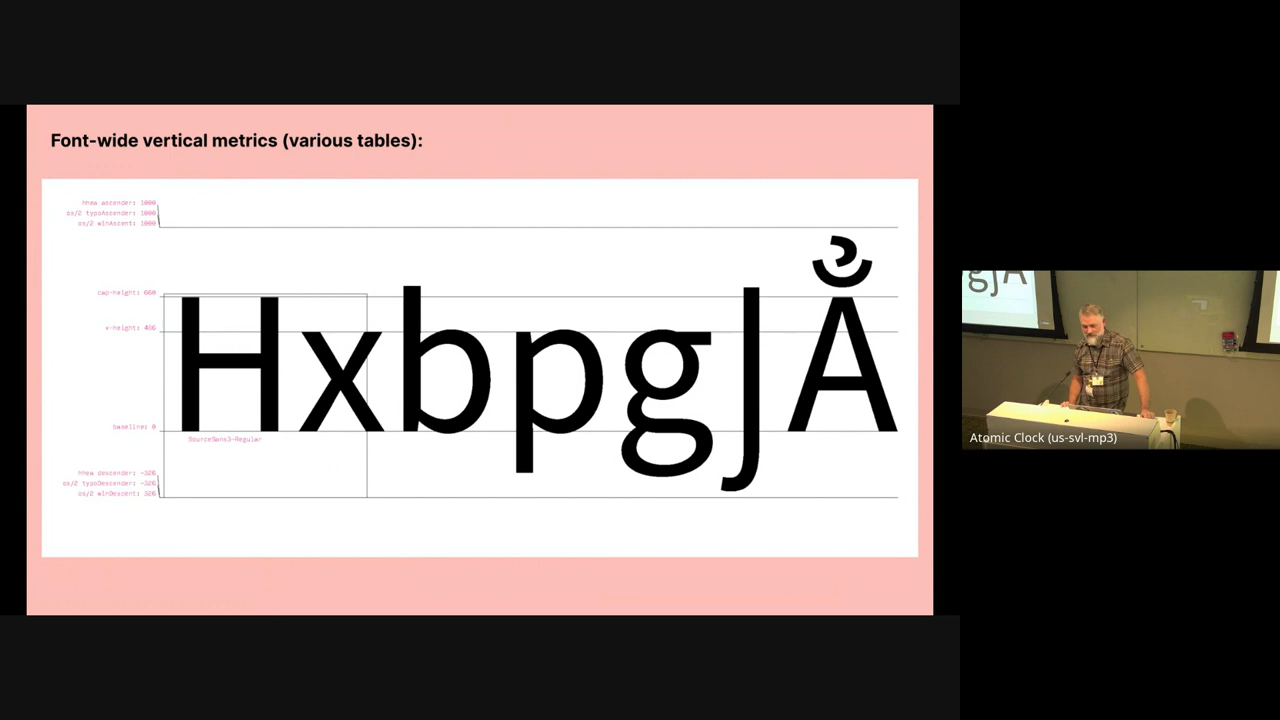 Font-wide vertical metrics (various tables):
hhea ascender: 1000
os/2 typoAscender: 1000
os/2 winAscent: 1000
cap-height: 660
x-height: 486
HxbpgJẲ
baseline: 0
SourceSans3-Regular
hhea descender: -326
os/2 typoDescender: -326
os/2 winDescent: 326
gJẲ
Atomic Clock (us-svl-mp3)